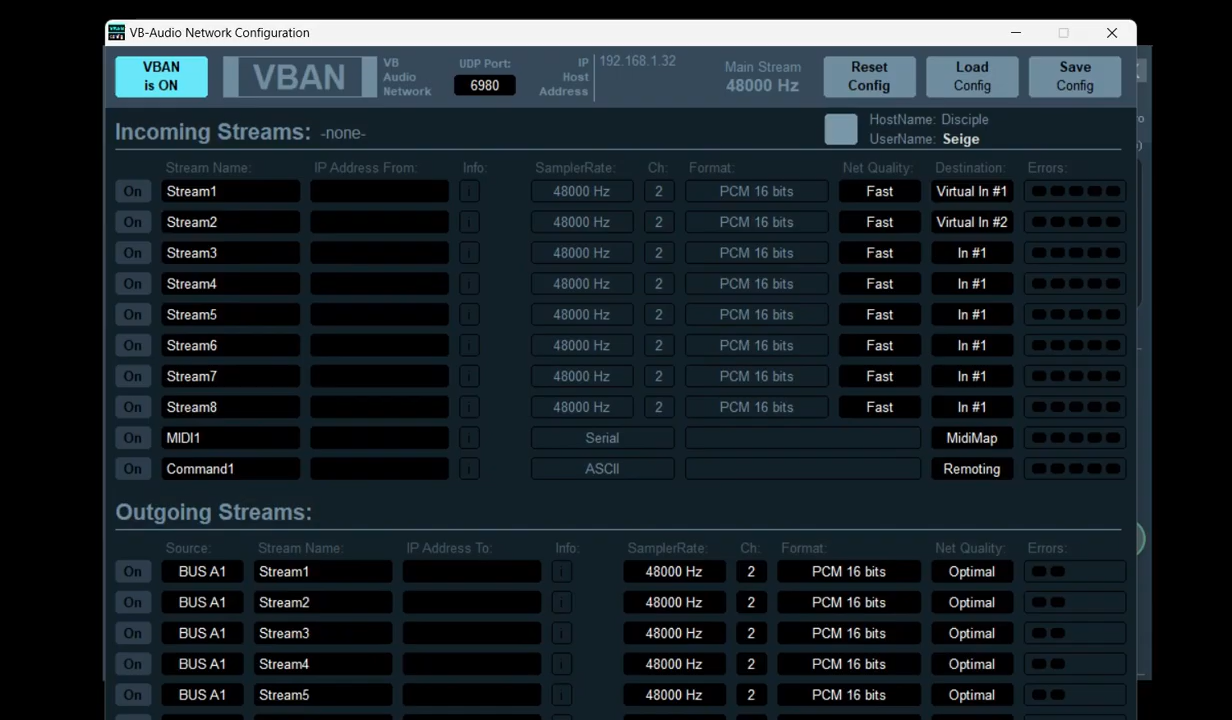 VB-Audio Network Configuration
VBAN is ON
VBAN
VB Audio Network
UDP Port:
6980
IP Host Address
192.168.1.32
Main Stream
48000 Hz
Reset Config
Load Config
Save Config
Incoming Streams: -none-
HostName: Disciple
UserName: Seige
Stream Name: IP Address From: Info: SamplerRate: Ch: Format: Net Quality: Destination: Errors:
On Stream1 i 48000 Hz 2 PCM 16 bits Fast Virtual In #1
On Stream2 i 48000 Hz 2 PCM 16 bits Fast Virtual In #2
On Stream3 i 48000 Hz 2 PCM 16 bits Fast In #1
On Stream4 i 48000 Hz 2 PCM 16 bits Fast In #1
On Stream5 i 48000 Hz 2 PCM 16 bits Fast In #1
On Stream6 i 48000 Hz 2 PCM 16 bits Fast In #1
On Stream7 i 48000 Hz 2 PCM 16 bits Fast In #1
On Stream8 i 48000 Hz 2 PCM 16 bits Fast In #1
On MIDI1 i Serial MidiMap
On Command1 i ASCII Remoting
Outgoing Streams:
Source: Stream Name: IP Address To: Info: SamplerRate: Ch: Format: Net Quality: Errors:
On BUS A1 Stream1 i 48000 Hz 2 PCM 16 bits Optimal
On BUS A1 Stream2 i 48000 Hz 2 PCM 16 bits Optimal
On BUS A1 Stream3 i 48000 Hz 2 PCM 16 bits Optimal
On BUS A1 Stream4 i 48000 Hz 2 PCM 16 bits Optimal
On BUS A1 Stream5 i 48000 Hz 2 PCM 16 bits Optimal